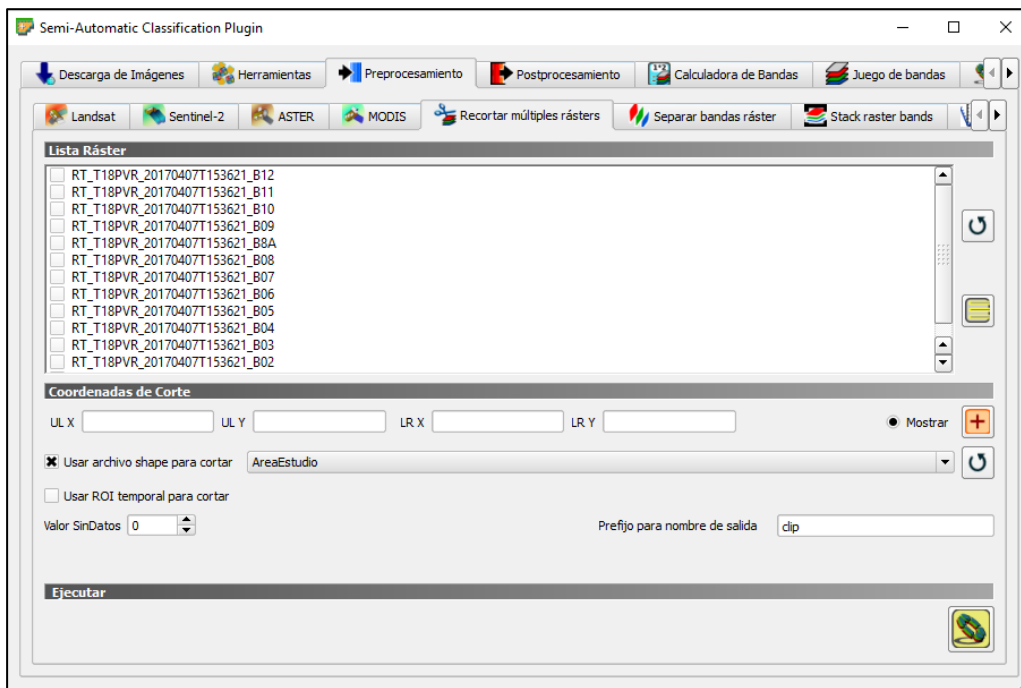 Semi-Automatic Classification Plugin
Descarga de Imágenes Herramientas Preprocesamiento Postprocesamiento Calculadora de Bandas Juego de bandas
Landsat Sentinel-2 ASTER MODIS Recortar múltiples rásters Separar bandas ráster Stack raster bands
Lista Ráster
RT_T18PVR_20170407T153621_B12
RT_T18PVR_20170407T153621_B11
RT_T18PVR_20170407T153621_B10
RT_T18PVR_20170407T153621_B09
RT_T18PVR_20170407T153621_B8A
RT_T18PVR_20170407T153621_B08
RT_T18PVR_20170407T153621_B07
RT_T18PVR_20170407T153621_B06
RT_T18PVR_20170407T153621_B05
RT_T18PVR_20170407T153621_B04
RT_T18PVR_20170407T153621_B03
RT_T18PVR_20170407T153621_B02
Coordenadas de Corte
UL X UL Y LR X LR Y Mostrar
Usar archivo shape para cortar AreaEstudio
Usar ROI temporal para cortar
Valor SinDatos 0 Prefijo para nombre de salida clip
Ejecutar